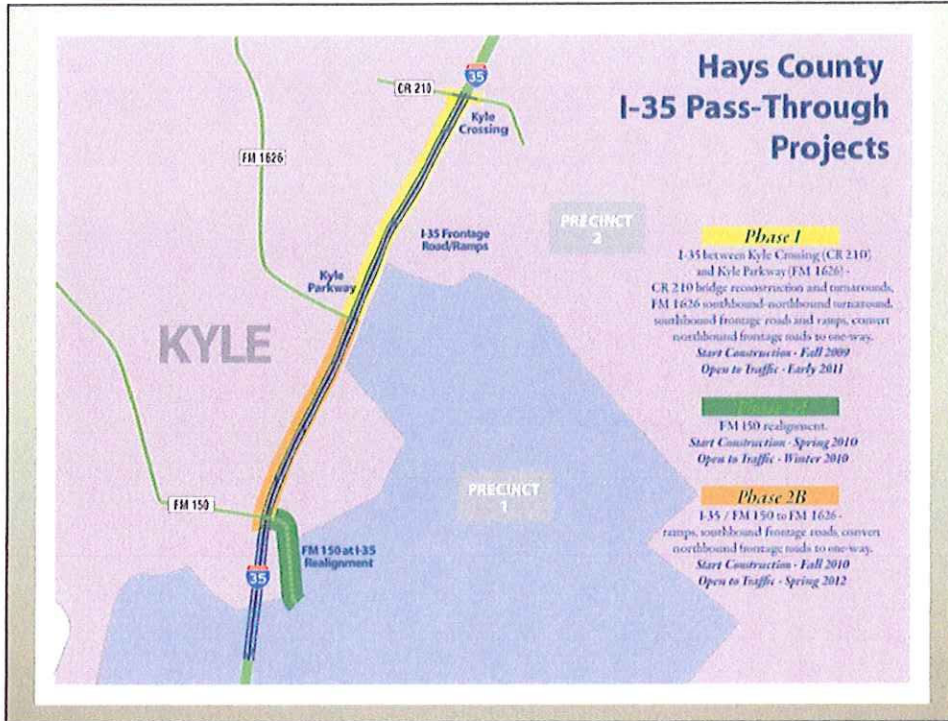 Hays County
I-35 Pass-Through
Projects
35
CR 210
Kyle
Crossing
FM 1626
PRECINCT
2
I-35 Frontage
Road/Ramps
Kyle
Parkway
KYLE
Phase 1
I-35 between Kyle Crossing (CR 210)
and Kyle Parkway (FM 1626) -
CR 210 bridge reconstruction and turnarounds,
FM 1626 southbound-northbound turnaround,
southbound frontage roads and ramps, convert
northbound frontage roads to one-way.
Start Construction - Fall 2009
Open to Traffic - Early 2011
FM 150 realignment.
Start Construction - Spring 2010
Open to Traffic - Winter 2010
PRECINCT
1
Phase 2B
I-35 / FM 150 to FM 1626 -
ramps, southbound frontage roads, convert
northbound frontage roads to one-way.
Start Construction - Fall 2010
Open to Traffic - Spring 2012
FM 150
FM 150 at I-35
Realignment
35